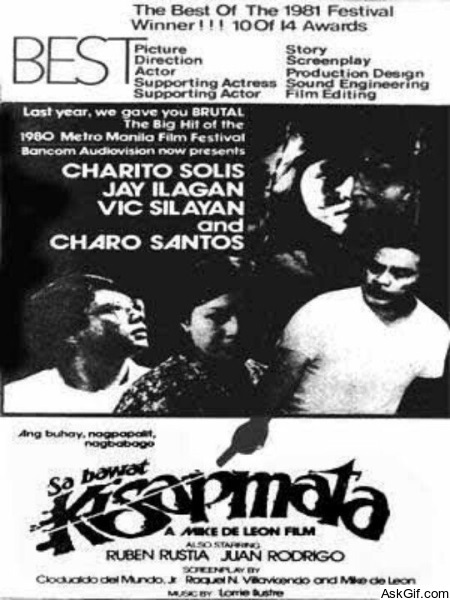 The Best Of The 1981 Festival
Winner!!! 10 Of 14 Awards
BEST
Picture
Direction
Actor
Supporting Actress
Supporting Actor
Story
Screenplay
Production Design
Sound Engineering
Film Editing
Last year, we gave you BRUTAL
The Big Hit of the
1980 Metro Manila Film Festival
Bancom Audiovision now presents
CHARITO SOLIS
JAY ILAGAN
VIC SILAYAN
and
CHARO SANTOS
Ang buhay, nagpapalit,
nagbabago
Sa bawat
Kisapmata
A MIKE DE LEON FILM
ALSO STARRING
RUBEN RUSTIA JUAN RODRIGO
SCREENPLAY BY
Clodualdo del Mundo, Jr. Raquel N. Villavicencio and Mike de Leon
MUSIC BY Lorrie Ilustre
AskGif.com